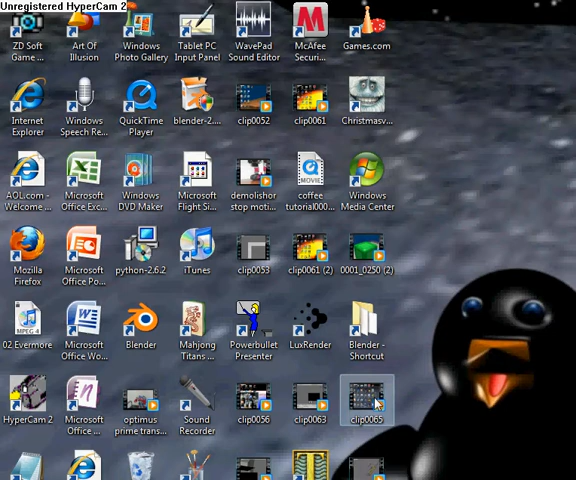 Unregistered HyperCam 2
ZD Soft Game ...
Art Of Illusion
Windows Photo Gallery
Tablet PC Input Panel
WavePad Sound Editor
McAfee Securi...
Games.com
Internet Explorer
Windows Speech Re...
QuickTime Player
blender-2....
clip0052
clip0061
Christmasv...
AOL.com - Welcome ...
Microsoft Office Exc...
Windows DVD Maker
Microsoft Flight Si...
demolishor stop moti...
MOVIE
coffee tutorial000...
Windows Media Center
Mozilla Firefox
Microsoft Office Po...
python-2.6.2
iTunes
clip0053
clip0061 (2)
0001_0250 (2)
MPEG 4
02 Evermore
Microsoft Office Wo...
Blender
Mahjong Titans ...
Powerbullet Presenter
LuxRender
Blender - Shortcut
HyperCam 2
Microsoft Office ...
optimus prime trans...
Sound Recorder
clip0056
clip0063
clip0065